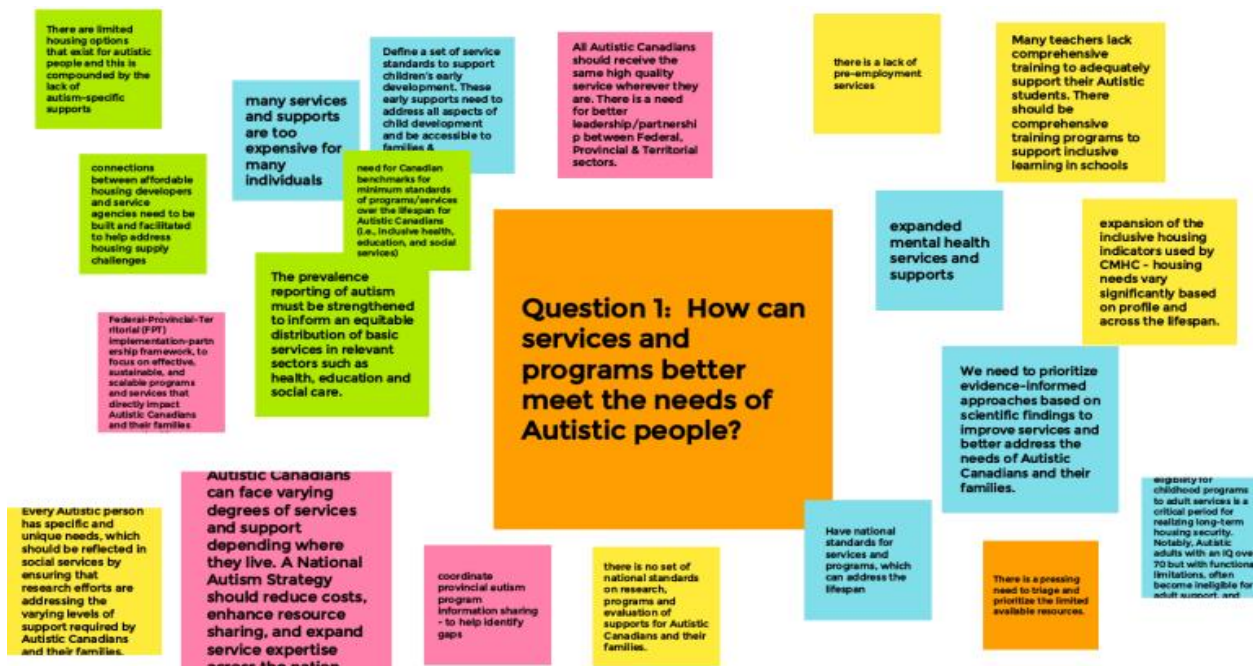 There are limited
housing options
that exist for autistic
people and this is
compounded by the
lack of
autism-specific
supports
many services
and supports
are too
expensive for
many
individuals
Define a set of service
standards to support
children's early
development. These
early supports need to
address all aspects of
child development
and be accessible to
families &
All Autistic Canadians
should receive the
same high quality
service wherever they
are. There is a need
for better
leadership/partnershi
p between Federal,
Provincial & Territorial
sectors.
there is a lack of
pre-employment
services
Many teachers lack
comprehensive
training to adequately
support their Autistic
students. There
should be
comprehensive
training programs to
support inclusive
learning in schools
connections
between affordable
housing developers
and service
agencies need to be
built and facilitated
to help address
housing supply
challenges
need for Canadian
benchmarks for
minimum standards
of programs/services
over the lifespan for
Autistic Canadians
(i.e., inclusive health,
education, and social
services)
The prevalence
reporting of autism
must be strengthened
to inform an equitable
distribution of basic
services in relevant
sectors such as
health, education and
social care.
Question 1: How can
services and
programs better
meet the needs of
Autistic people?
expanded
mental health
services and
supports
expansion of the
inclusive housing
indicators used by
CMHC - housing
needs vary
significantly based
on profile and
across the lifespan.
Federal-Provincial-Ter
ritorial (FPT)
implementation-partn
ership framework, to
focus on effective,
sustainable, and
scalable programs
and services that
directly impact
Autistic Canadians
and their families
We need to prioritize
evidence-informed
approaches based on
scientific findings to
improve services and
better address the
needs of Autistic
Canadians and their
families.
Every Autistic person
has specific and
unique needs, which
should be reflected in
social services by
ensuring that
research efforts are
addressing the
varying levels of
support required by
Autistic Canadians
and their families.
Autistic Canadians
can face varying
degrees of services
and support
depending where
they live. A National
Autism Strategy
should reduce costs,
enhance resource
sharing, and expand
service expertise
across the nation
coordinate
provincial autism
program
information sharing
- to help identify
gaps
there is no set of
national standards
on research,
programs and
evaluation of
supports for Autistic
Canadians and their
families.
Have national
standards for
services and
programs, which
can address the
lifespan
There is a pressing
need to triage and
prioritize the limited
available resources.
eligibility for
childhood programs
to adult services is a
critical period for
realizing long-term
housing security.
Notably, Autistic
adults with an IQ over
70 but with functional
limitations, often
become ineligible for
adult support, and